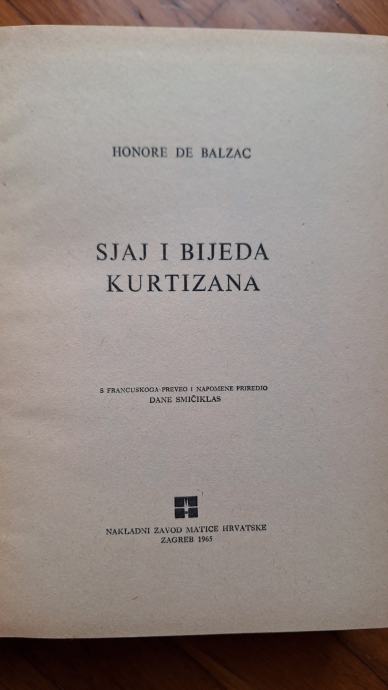 HONORE DE BALZAC
SJAJ I BIJEDA
KURTIZANA
S FRANCUSKOGA PREVEO I NAPOMENE PRIREDIO
DANE SMIČIKLAS
NAKLADNI ZAVOD MATICE HRVATSKE
ZAGREB 1965